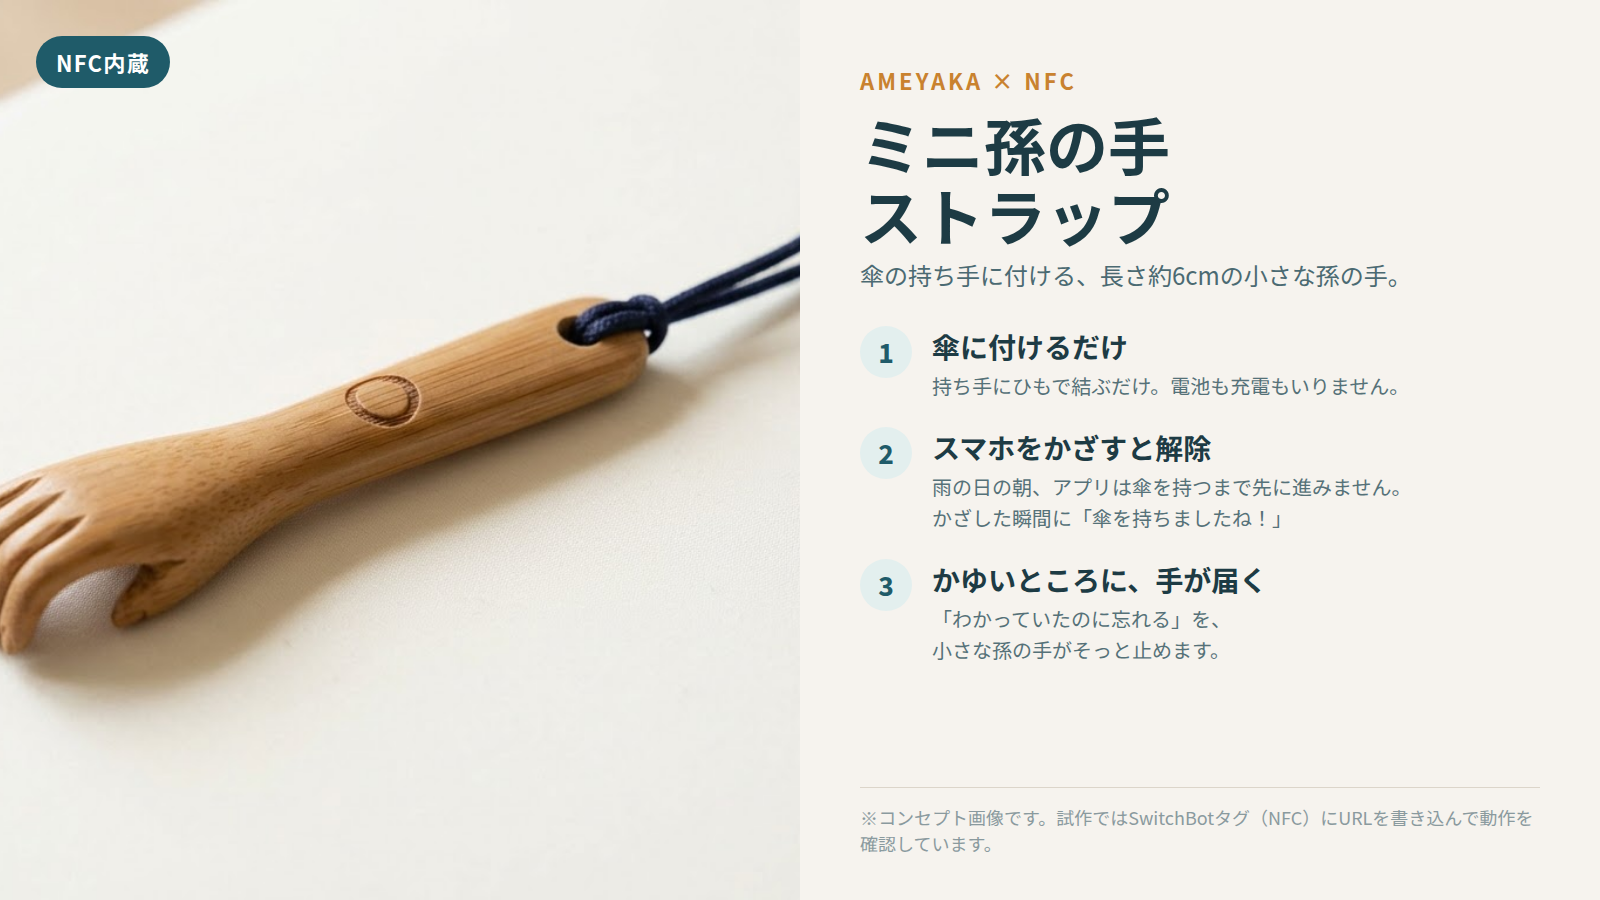 NFC内蔵
AMEYAKA × NFC
ミニ孫の手
ストラップ
傘の持ち手に付ける、長さ約6cmの小さな孫の手。
1
傘に付けるだけ
持ち手にひもで結ぶだけ。電池も充電もいりません。
2
スマホをかざすと解除
雨の日の朝、アプリは傘を持つまで先に進みません。
かざした瞬間に「傘を持ちましたね！」
3
かゆいところに、手が届く
「わかっていたのに忘れる」を、
小さな孫の手がそっと止めます。
※コンセプト画像です。試作ではSwitchBotタグ（NFC）にURLを書き込んで動作を
確認しています。